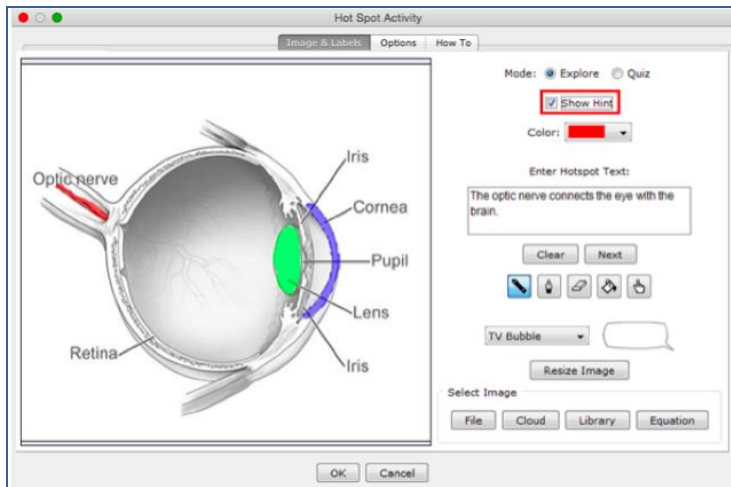 Hot Spot Activity
Image & Labels Options How To
Mode: Explore Quiz
Show Hint
Color:
Enter Hotspot Text:
The optic nerve connects the eye with the
brain.
Clear Next
TV Bubble
Resize Image
Select Image
File Cloud Library Equation
Optic nerve
Iris
Cornea
Pupil
Lens
Iris
Retina
OK Cancel